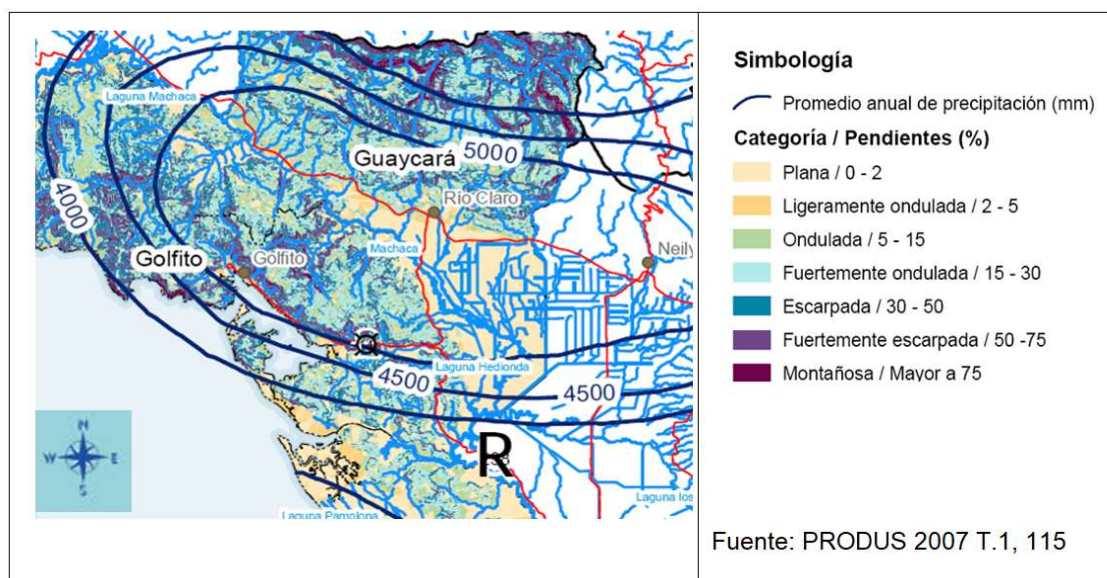 Laguna Machaca
Guaycará
5000
4000
Río Claro
Machaca
Neily
Golfito
Golfito
Laguna Hedionda
4500
4500
R
N
W
E
S
Laguna los
Laguna Pamplona
Simbología
Promedio anual de precipitación (mm)
Categoría / Pendientes (%)
Plana / 0 - 2
Ligeramente ondulada / 2 - 5
Ondulada / 5 - 15
Fuertemente ondulada / 15 - 30
Escarpada / 30 - 50
Fuertemente escarpada / 50 -75
Montañosa / Mayor a 75
Fuente: PRODUS 2007 T.1, 115